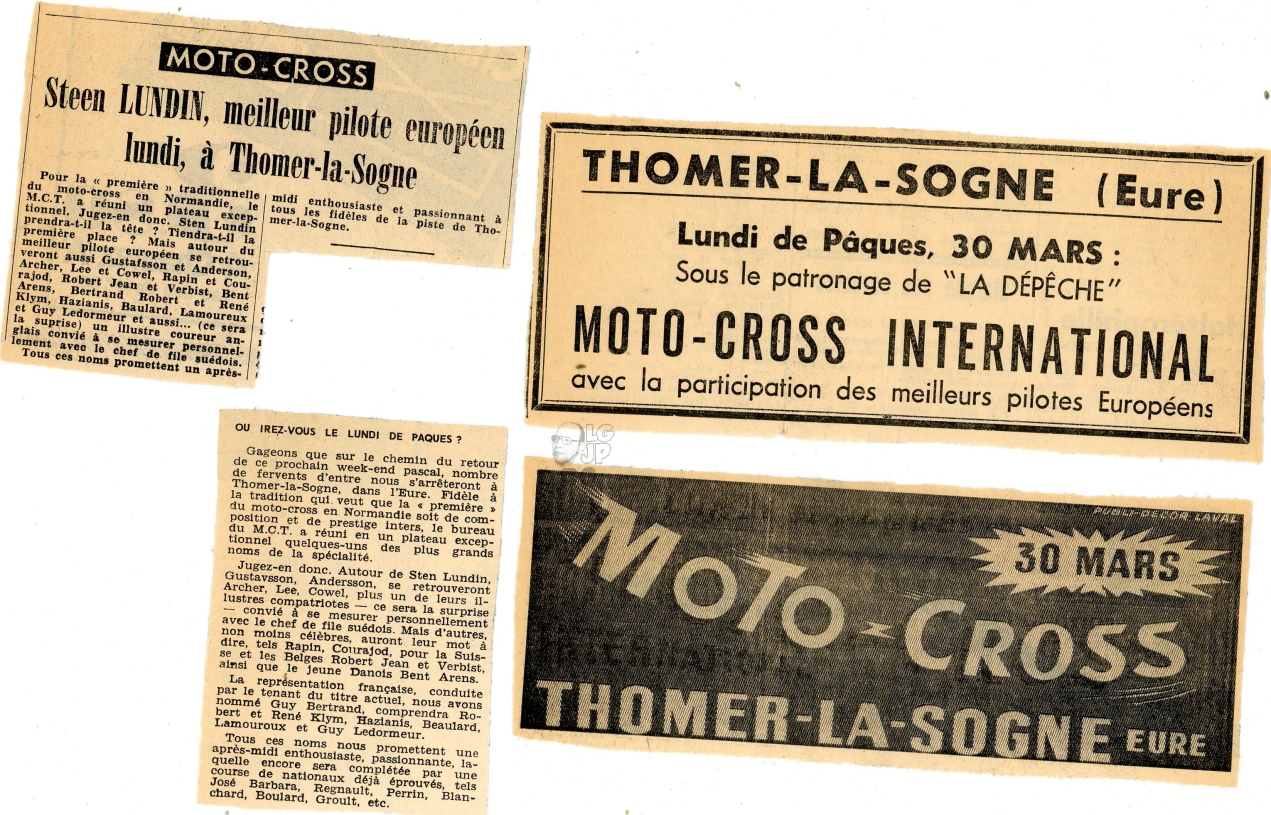 MOTO-CROSS
Steen LUNDIN, meilleur pilote européen
lundi, à Thomer-la-Sogne
Pour la « première » traditionnelle
du moto-cross en Normandie, le
M.C.T. a réuni un plateau excep-
tionnel. Jugez-en donc. Sten Lundin
prendra-t-il la tête ? Tiendra-t-il la
première place ? Mais autour du
meilleur pilote européen se retrou-
veront aussi Gustafsson et Anderson,
Archer, Lee et Cowel, Rapin et Cou-
rajod, Robert Jean et Verbist, Bent
Arens, Bertrand Robert et René
Klym, Hazianis, Baulard, Lamoureux
et Guy Ledormeur et aussi... (ce sera
la suprise) un illustre coureur an-
glais convié à se mesurer personnel-
lement avec le chef de file suédois.
Tous ces noms promettent un après-
midi enthousiaste et passionnant à
tous les fidèles de la piste de Tho-
mer-la-Sogne.
THOMER-LA-SOGNE (Eure)
Lundi de Pâques, 30 MARS :
Sous le patronage de "LA DÉPÊCHE"
MOTO-CROSS INTERNATIONAL
avec la participation des meilleurs pilotes Européens
OU IREZ-VOUS LE LUNDI DE PAQUES ?
Gageons que sur le chemin du retour
de ce prochain week-end pascal, nombre
de fervents d'entre nous s'arrêteront à
Thomer-la-Sogne, dans l'Eure. Fidèle à
la tradition qui veut que la « première »
du moto-cross en Normandie soit de com-
position et de prestige inters, le bureau
du M.C.T. a réuni en un plateau excep-
tionnel quelques-uns des plus grands
noms de la spécialité.
Jugez-en donc. Autour de Sten Lundin,
Gustavsson, Andersson, se retrouveront
Archer, Lee, Cowel, plus un de leurs il-
lustres compatriotes — ce sera la surprise
— convié à se mesurer personnellement
avec le chef de file suédois. Mais d'autres,
non moins célèbres, auront leur mot à
dire, tels Rapin, Courajod, pour la Suis-
se et les Belges Robert Jean et Verbist,
ainsi que le jeune Danois Bent Arens.
La représentation française, conduite
par le tenant du titre actuel, nous avons
nommé Guy Bertrand, comprendra Ro-
bert et René Klym, Hazianis, Beaulard,
Lamouroux et Guy Ledormeur.
Tous ces noms nous promettent une
après-midi enthousiaste, passionnante, la-
quelle encore sera complétée par une
course de nationaux déjà éprouvés, tels
José Barbara, Regnault, Perrin, Blan-
chard, Boulard, Groult, etc.
LG
JP
PUBLI-DECOR LAVAL
30 MARS
MOTO-CROSS
THOMER-LA-SOGNE EURE